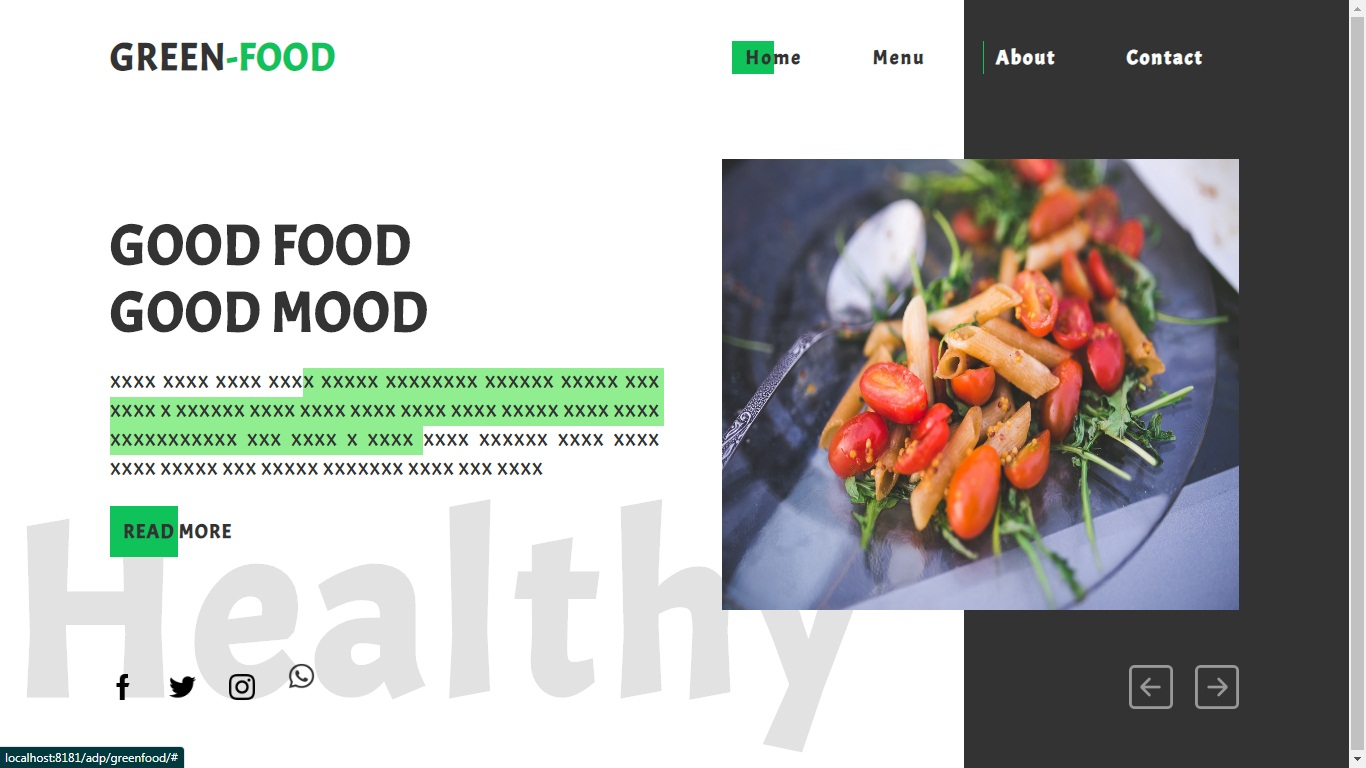 GREEN-FOOD
Home Menu About Contact
GOOD FOOD
GOOD MOOD
XXXX XXXX XXXX XXXX XXXXX XXXXXXXX XXXXXX XXXXX XXX
XXXX X XXXXXX XXXX XXXX XXXX XXXX XXXX XXXXX XXXX XXXX
XXXXXXXXXXX XXX XXXX X XXXX XXXX XXXXXX XXXX XXXX
XXXX XXXXX XXX XXXXX XXXXXXX XXXX XXX XXXX
READ MORE
Healthy
localhost:8181/adp/greenfood/#